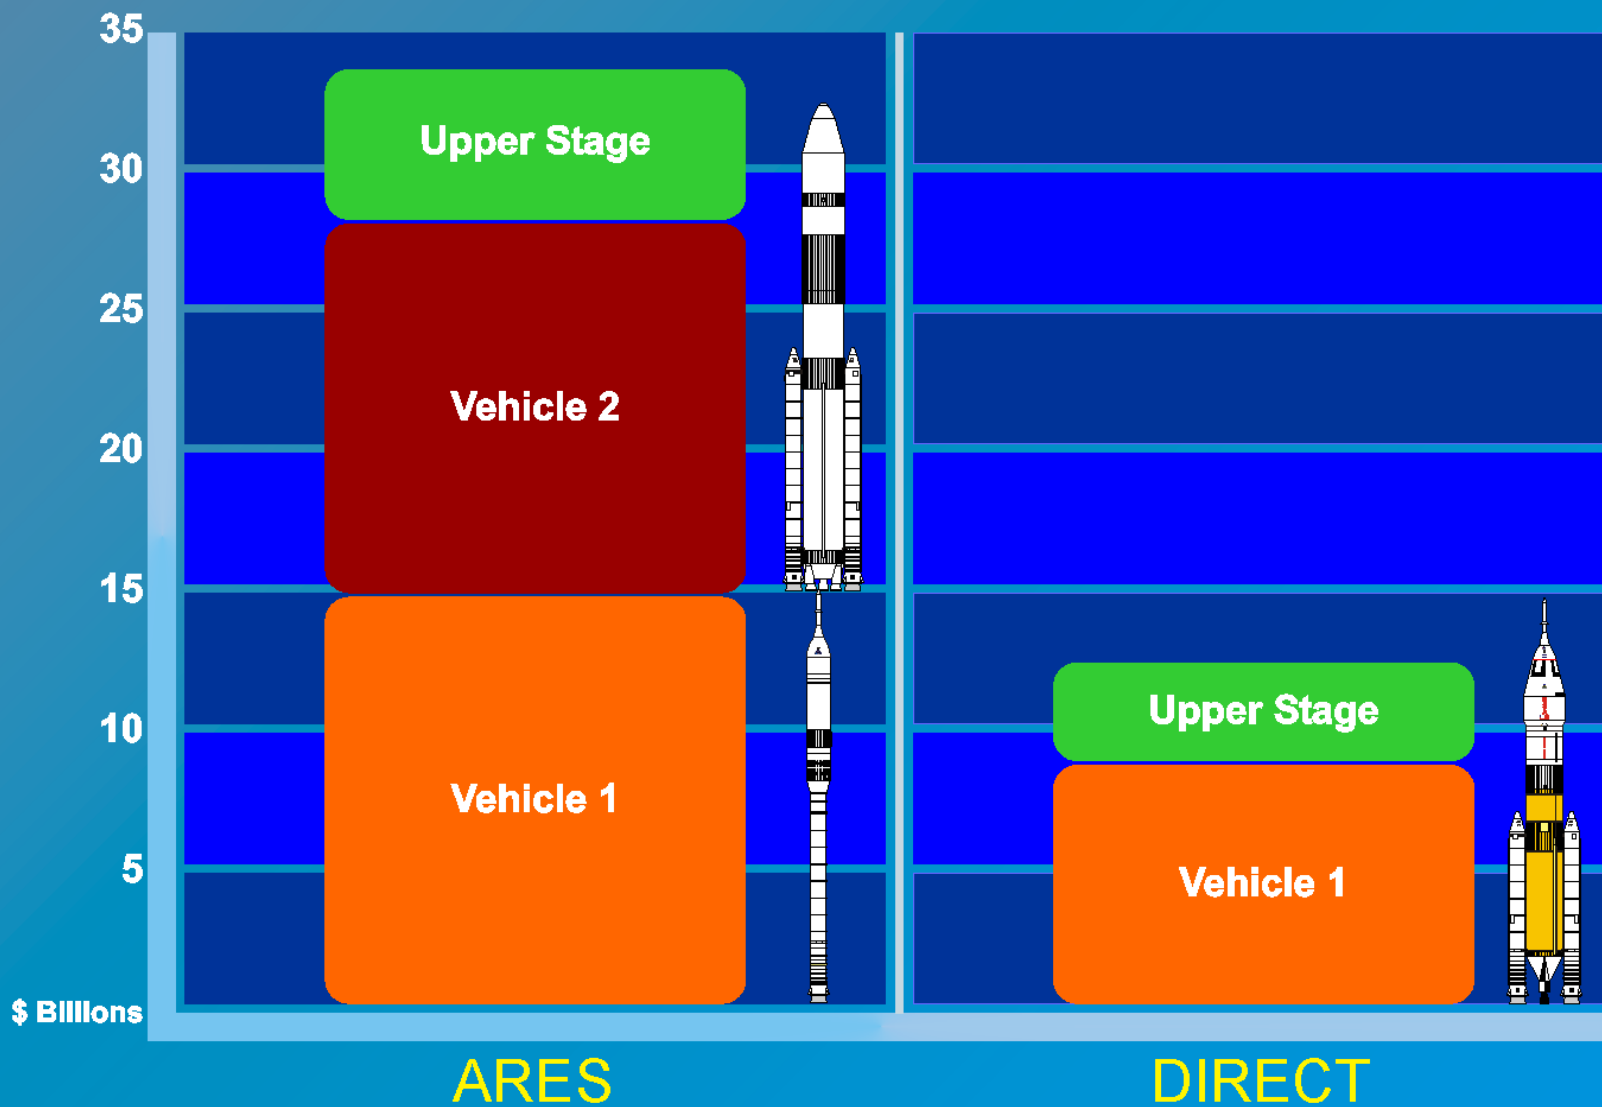 35
30
25
20
15
10
5
$ Billions
Upper Stage
Vehicle 2
Vehicle 1
Upper Stage
Vehicle 1
ARES
DIRECT